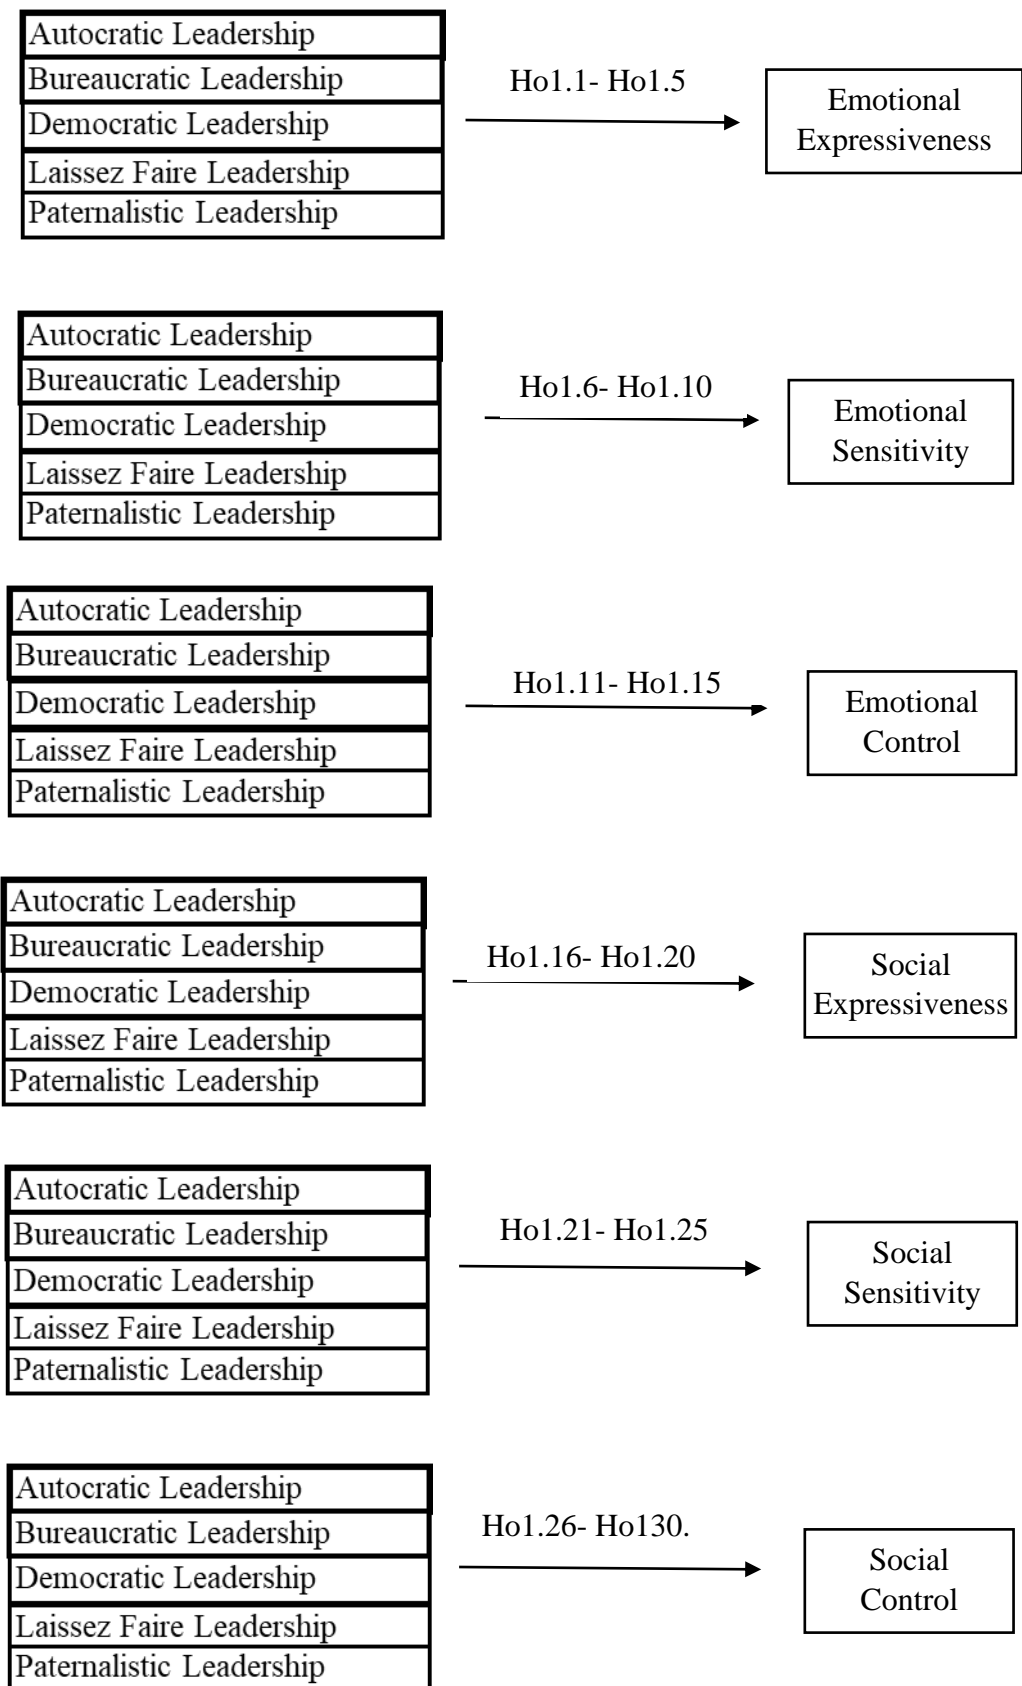 Autocratic Leadership
Bureaucratic Leadership
Democratic Leadership
Laissez Faire Leadership
Paternalistic Leadership
Ho1.1- Ho1.5
Emotional
Expressiveness
Autocratic Leadership
Bureaucratic Leadership
Democratic Leadership
Laissez Faire Leadership
Paternalistic Leadership
Ho1.6- Ho1.10
Emotional
Sensitivity
Autocratic Leadership
Bureaucratic Leadership
Democratic Leadership
Laissez Faire Leadership
Paternalistic Leadership
Ho1.11- Ho1.15
Emotional
Control
Autocratic Leadership
Bureaucratic Leadership
Democratic Leadership
Laissez Faire Leadership
Paternalistic Leadership
Ho1.16- Ho1.20
Social
Expressiveness
Autocratic Leadership
Bureaucratic Leadership
Democratic Leadership
Laissez Faire Leadership
Paternalistic Leadership
Ho1.21- Ho1.25
Social
Sensitivity
Autocratic Leadership
Bureaucratic Leadership
Democratic Leadership
Laissez Faire Leadership
Paternalistic Leadership
Ho1.26- Ho130.
Social
Control